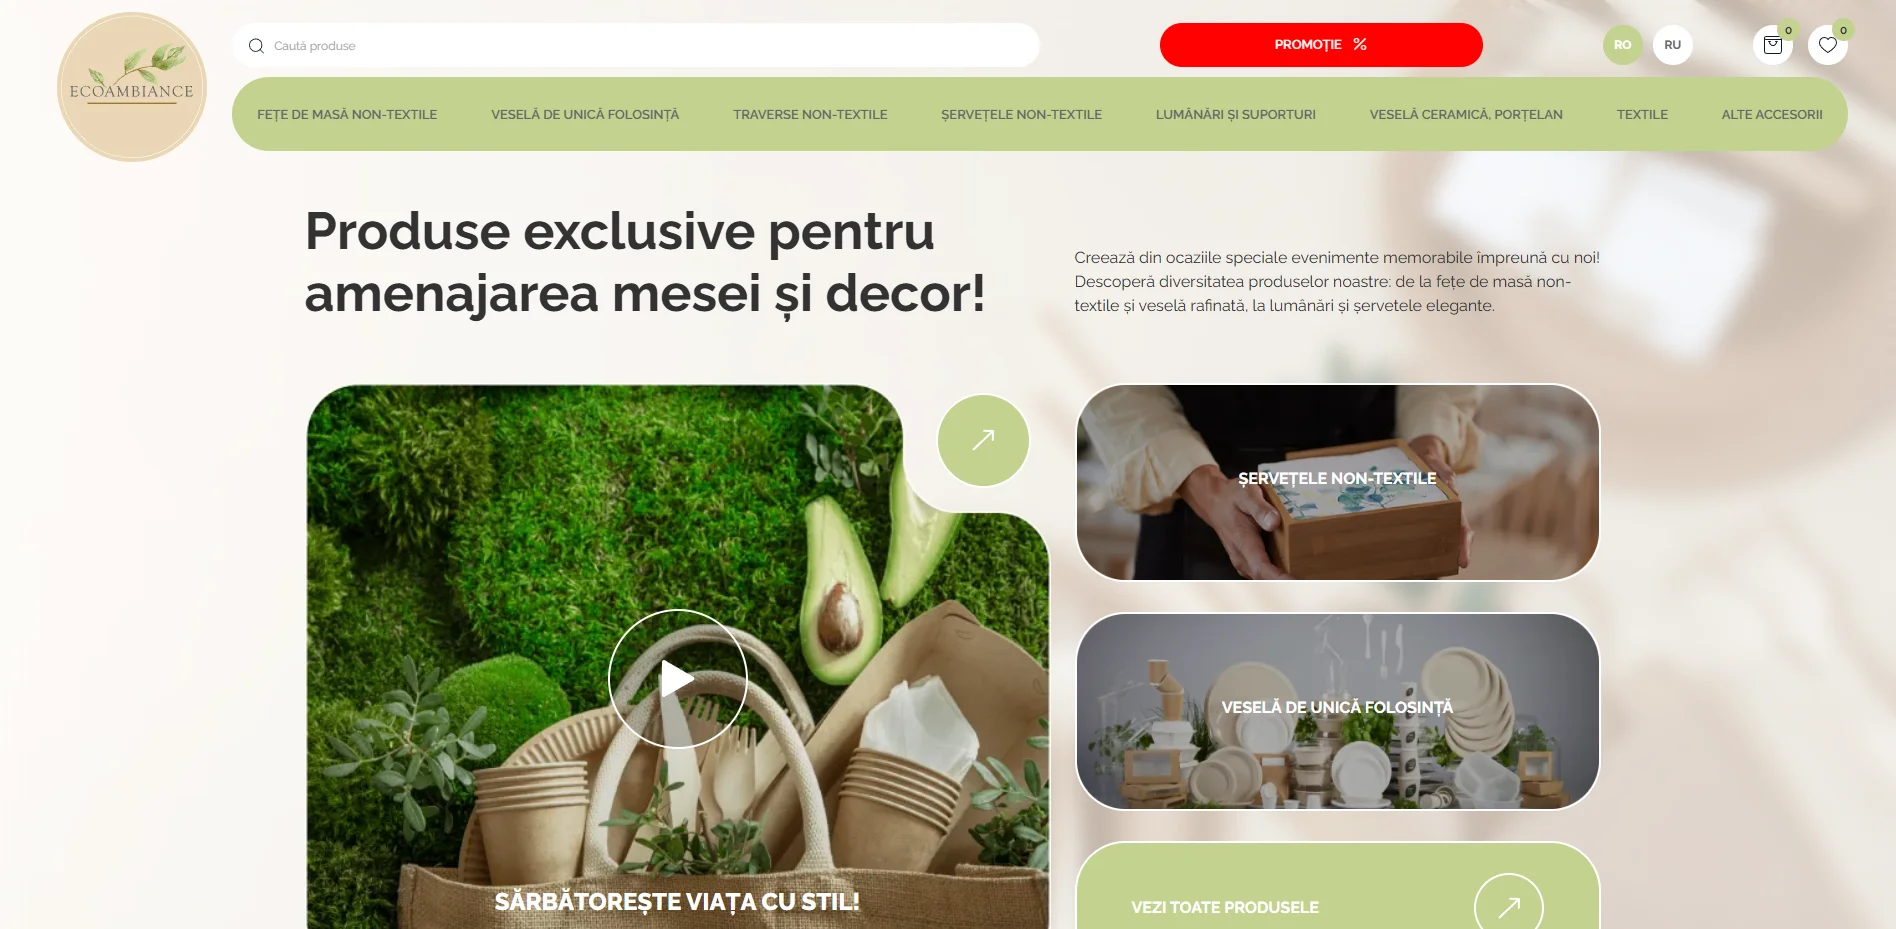 ECOAMBIANCE
Caută produse
PROMOȚIE %
RO
RU
0
0
FEȚE DE MASĂ NON-TEXTILE
VESELĂ DE UNICĂ FOLOSINȚĂ
TRAVERSE NON-TEXTILE
ȘERVEȚELE NON-TEXTILE
LUMÂNĂRI ȘI SUPORTURI
VESELĂ CERAMICĂ, PORȚELAN
TEXTILE
ALTE ACCESORII
Produse exclusive pentru
amenajarea mesei și decor!
Creează din ocaziile speciale evenimente memorabile împreună cu noi!
Descoperă diversitatea produselor noastre: de la fețe de masă non-
textile și veselă rafinată, la lumânări și servetele elegante.
SĂRBĂTOREȘTE VIAȚA CU STIL!
ȘERVEȚELE NON-TEXTILE
VESELĂ DE UNICĂ FOLOSINȚĂ
VEZI TOATE PRODUSELE